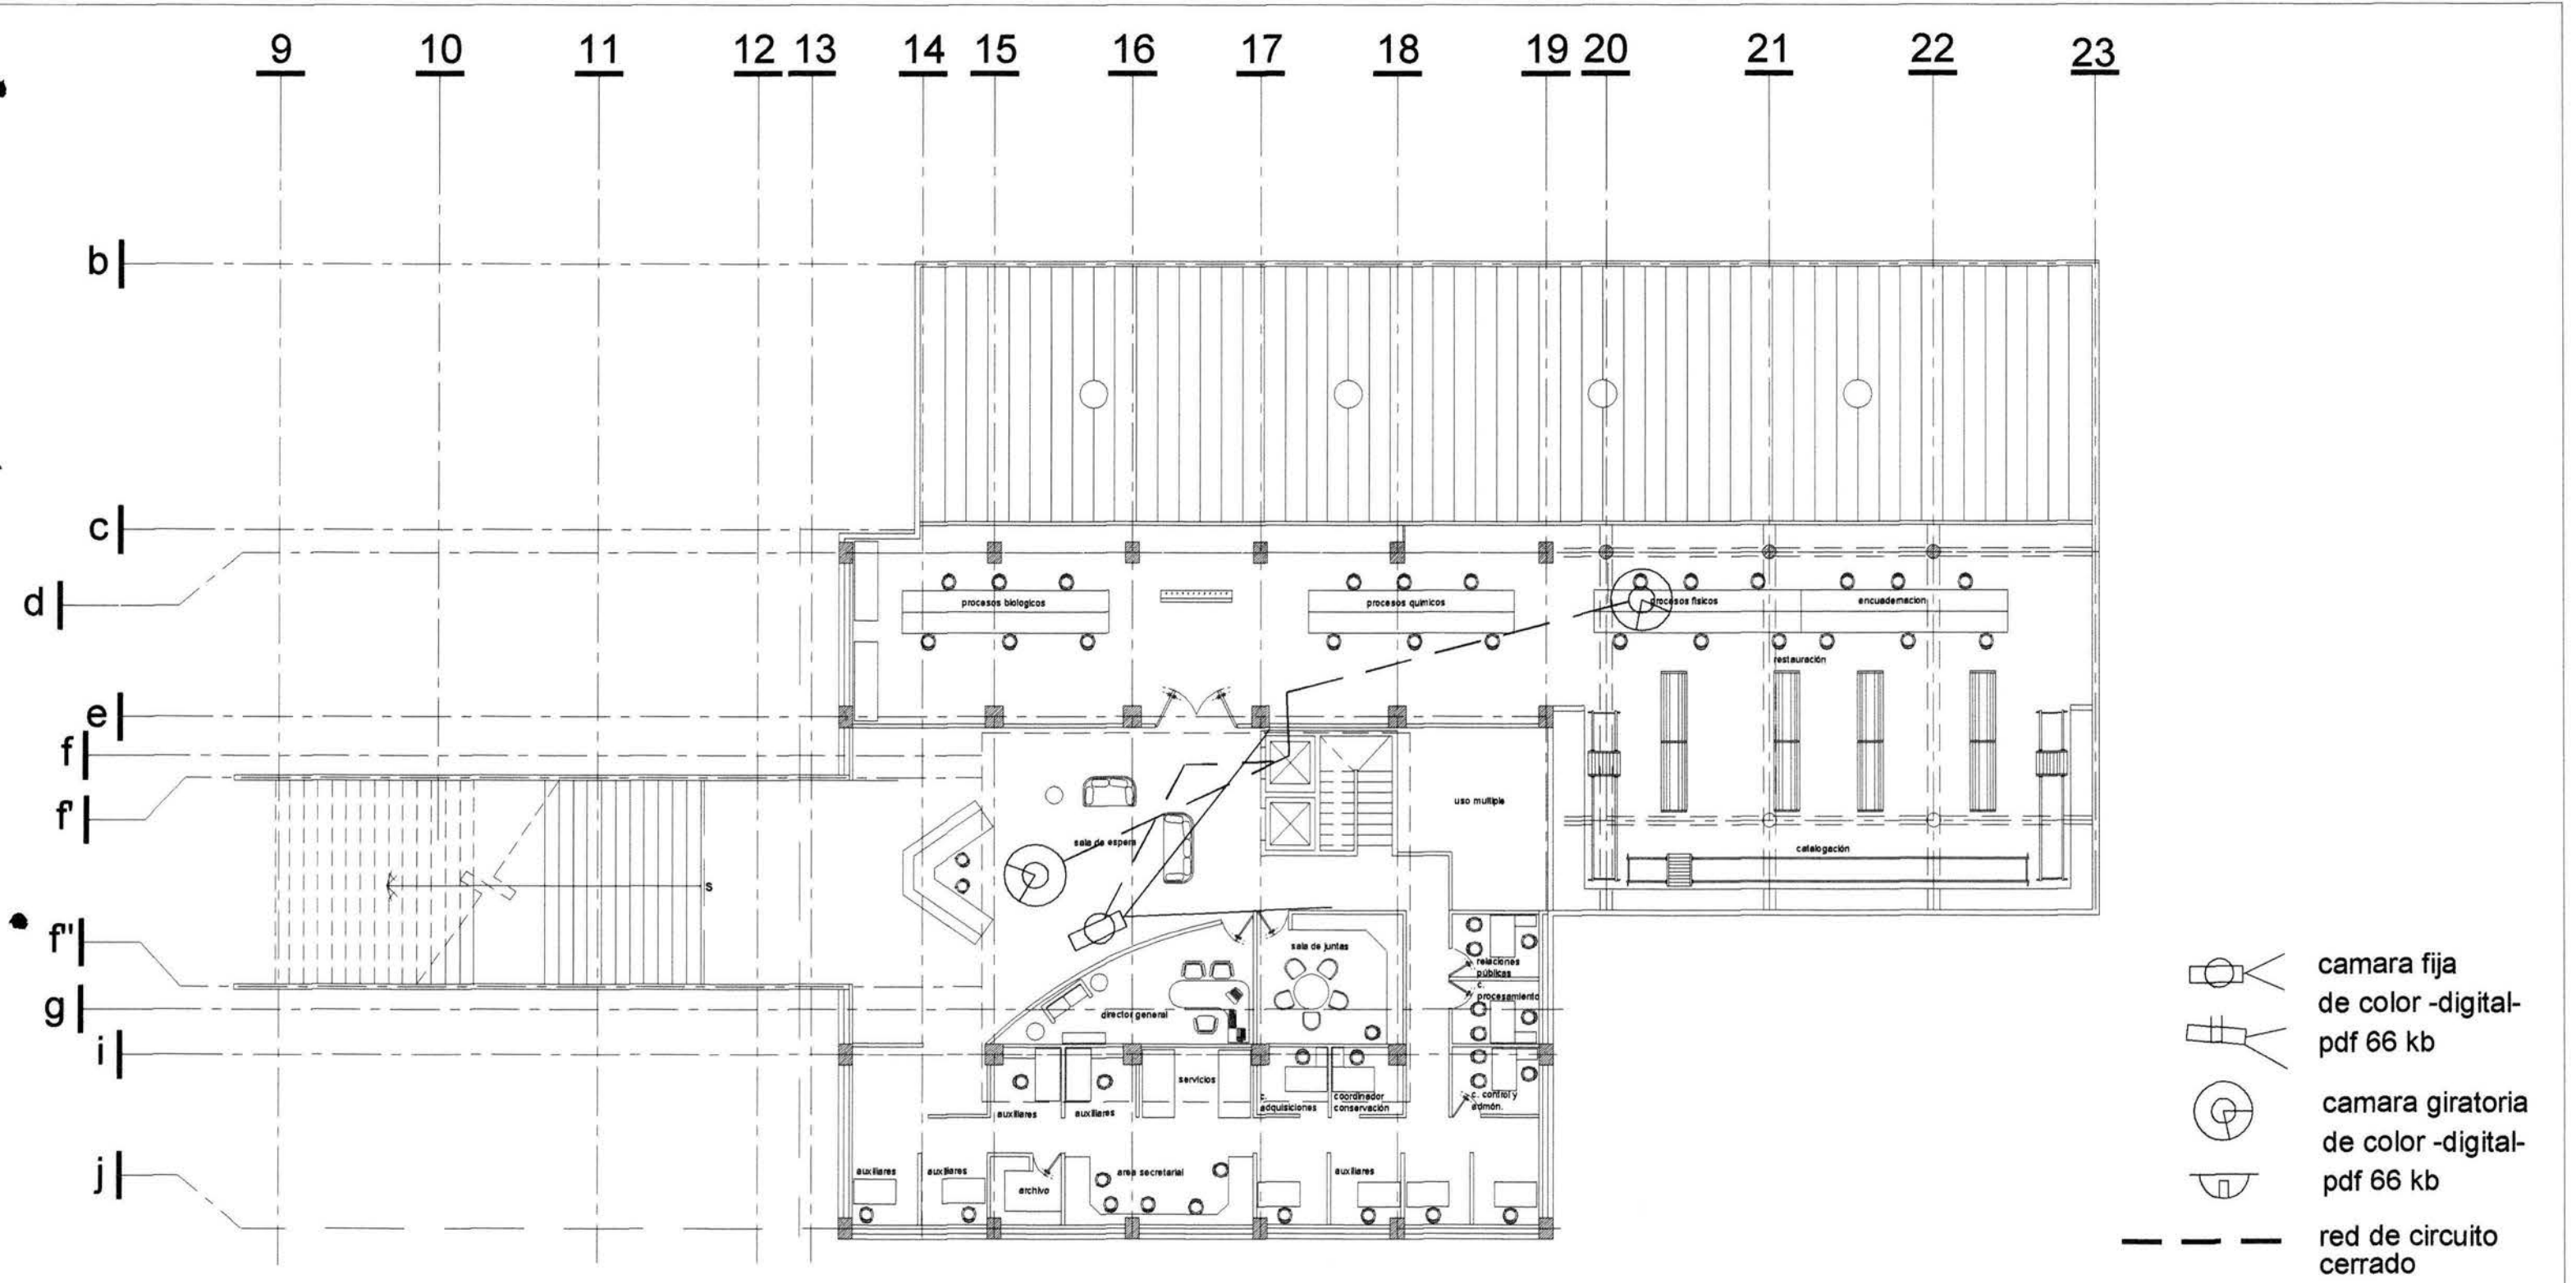 9 10 11 12 13 14 15 16 17 18 19 20 21 22 23
b
c
d
e
f
f'
f"
g
i
j
procesos biologicos
procesos quimicos
procesos fisicos
encuadernacion
restauración
uso multiple
sala de espera
catalogación
s
sala de juntas
relaciones
públicas
c.
procesamiento
director general
servicios
auxiliares
auxiliares
c.
adquisiciones
coordinador
conservación
c. control y
admón.
auxiliares
auxiliares
archivo
area secretarial
auxiliares
camara fija
de color -digital-
pdf 66 kb
camara giratoria
de color -digital-
pdf 66 kb
red de circuito
cerrado